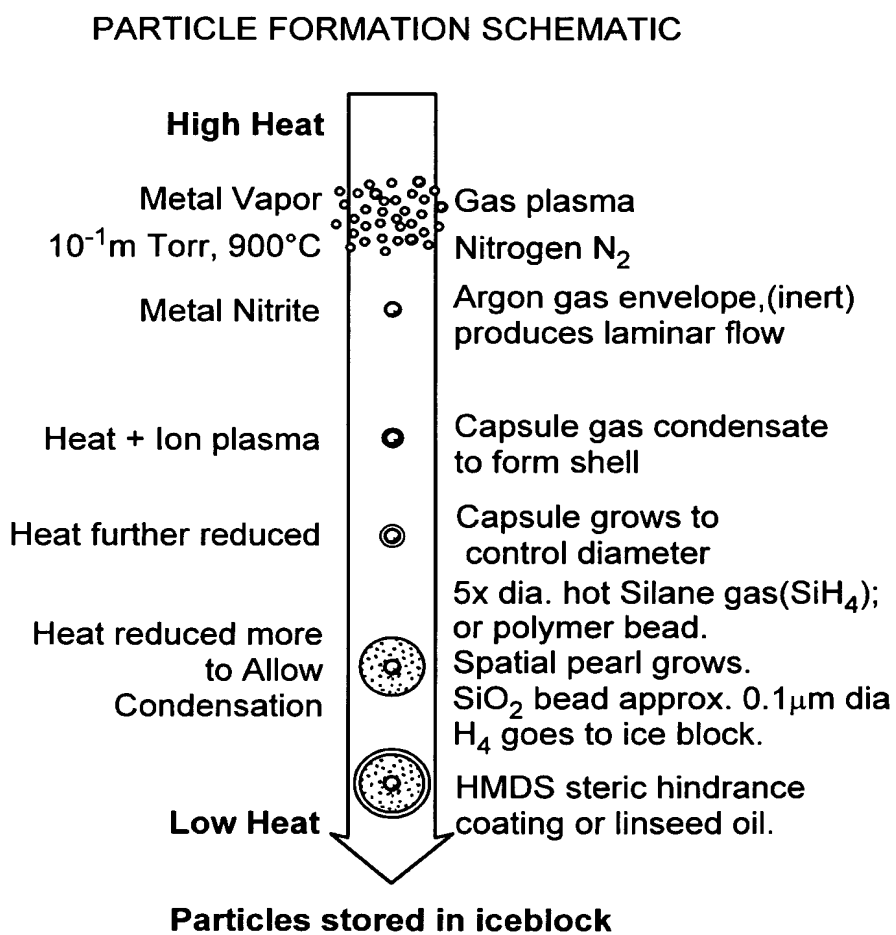 PARTICLE FORMATION SCHEMATIC
High Heat
Metal Vapor
10⁻¹m Torr, 900°C
Gas plasma
Nitrogen N₂
Metal Nitrite
Argon gas envelope,(inert)
produces laminar flow
Heat + Ion plasma
Capsule gas condensate
to form shell
Heat further reduced
Capsule grows to
control diameter
Heat reduced more
to Allow
Condensation
5x dia. hot Silane gas(SiH₄);
or polymer bead.
Spatial pearl grows.
SiO₂ bead approx. 0.1μm dia
H₄ goes to ice block.
Low Heat
HMDS steric hindrance
coating or linseed oil.
Particles stored in iceblock